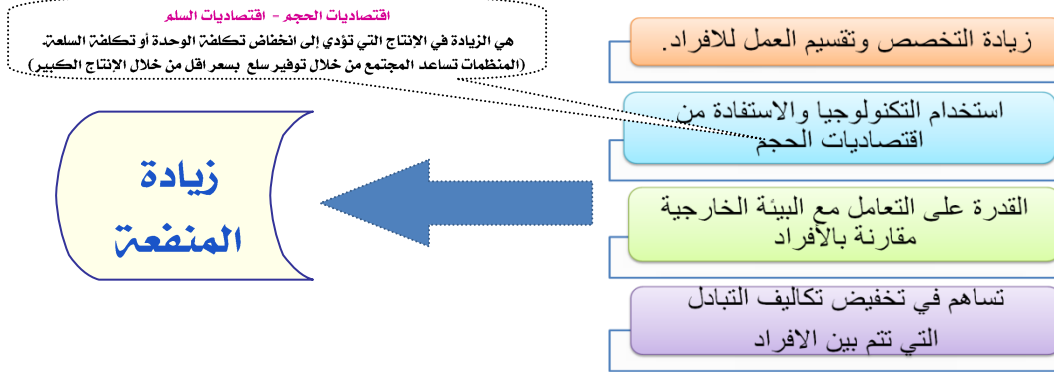 اقتصاديات الحجم - اقتصاديات السلم
هي الزيادة في الإنتاج التي تؤدي إلى انخفاض تكلفة الوحدة أو تكلفة السلعة.
(المنظمات تساعد المجتمع من خلال توفير سلع بسعر اقل من خلال الإنتاج الكبير)
زيادة التخصص وتقسيم العمل للافراد.
استخدام التكنولوجيا والاستفادة من
اقتصاديات الحجم
القدرة على التعامل مع البيئة الخارجية
مقارنة بالأفراد
تساهم في تخفيض تكاليف التبادل
التي تتم بين الافراد
زيادة
المنفعة